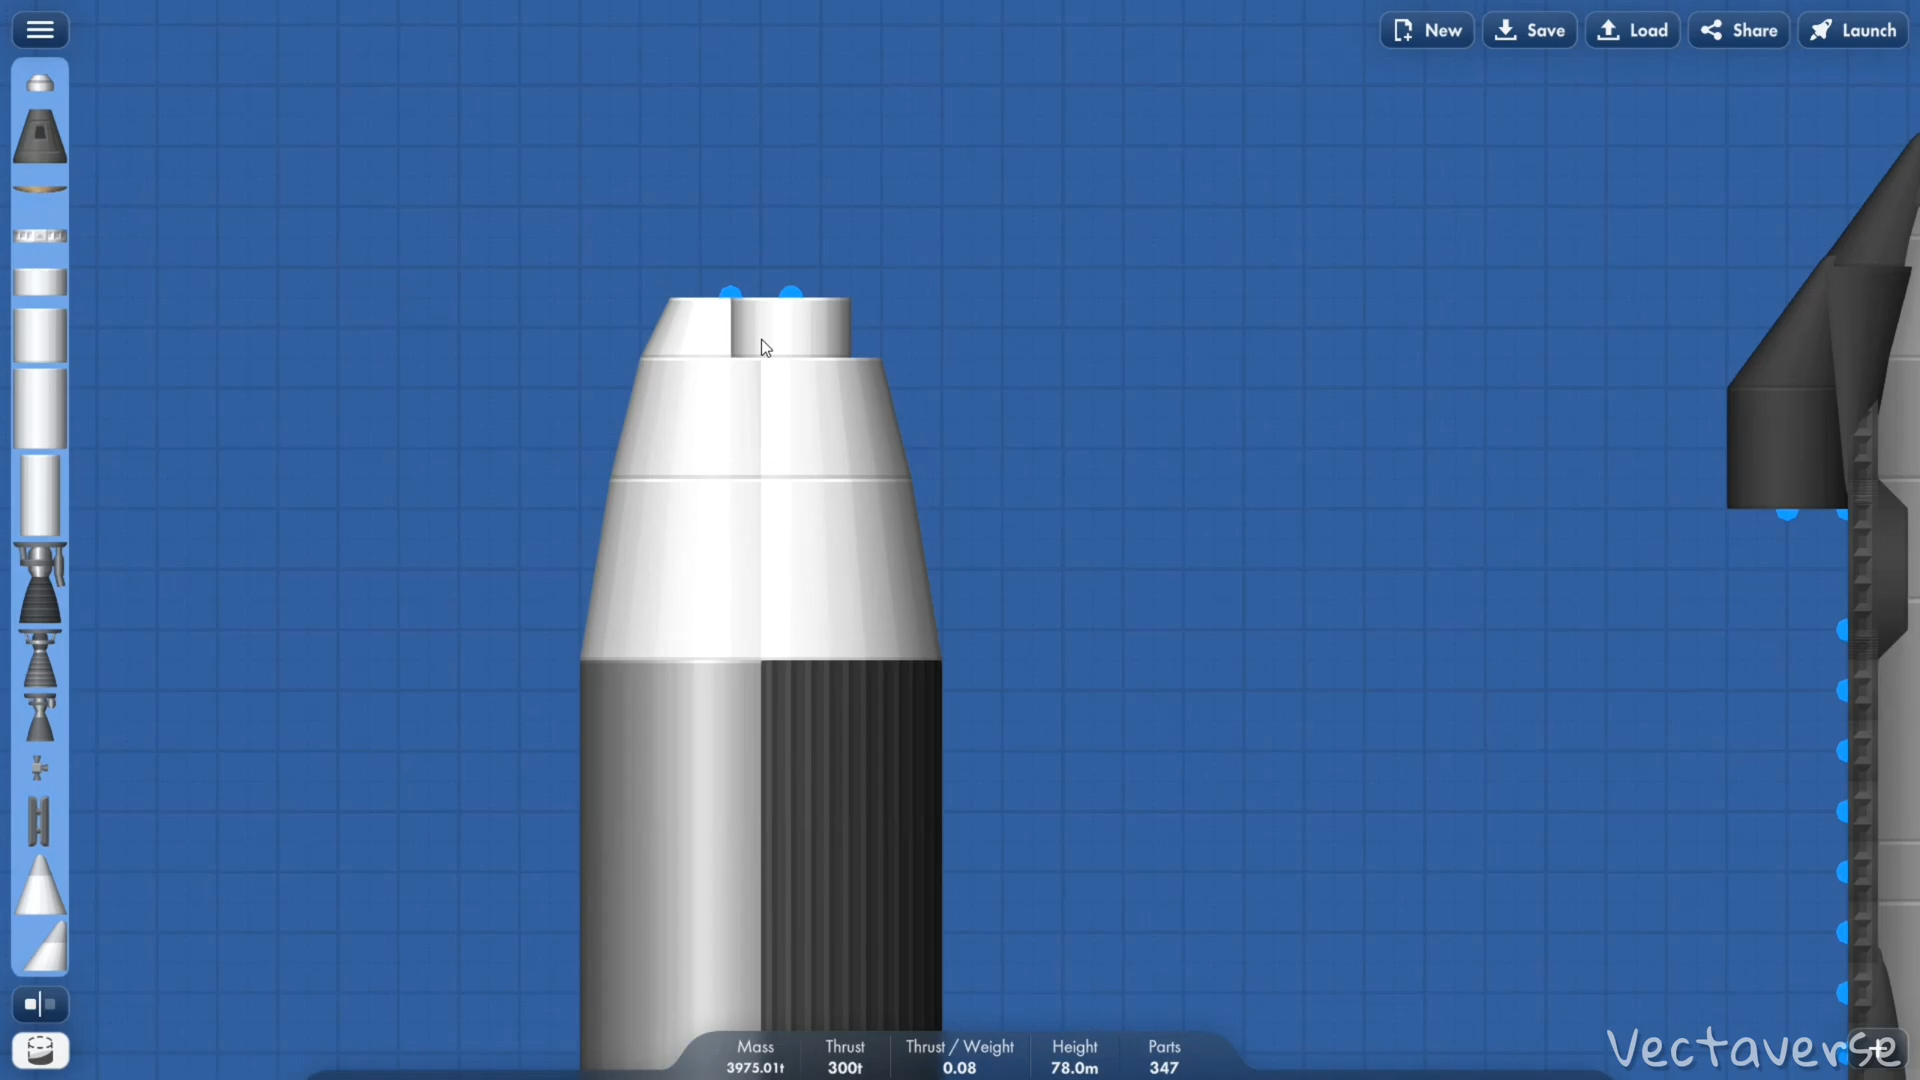 New Save Load Share Launch
Mass Thrust Thrust / Weight Height Parts
3975.01t 300t 0.08 78.0m 347
Vectaverse